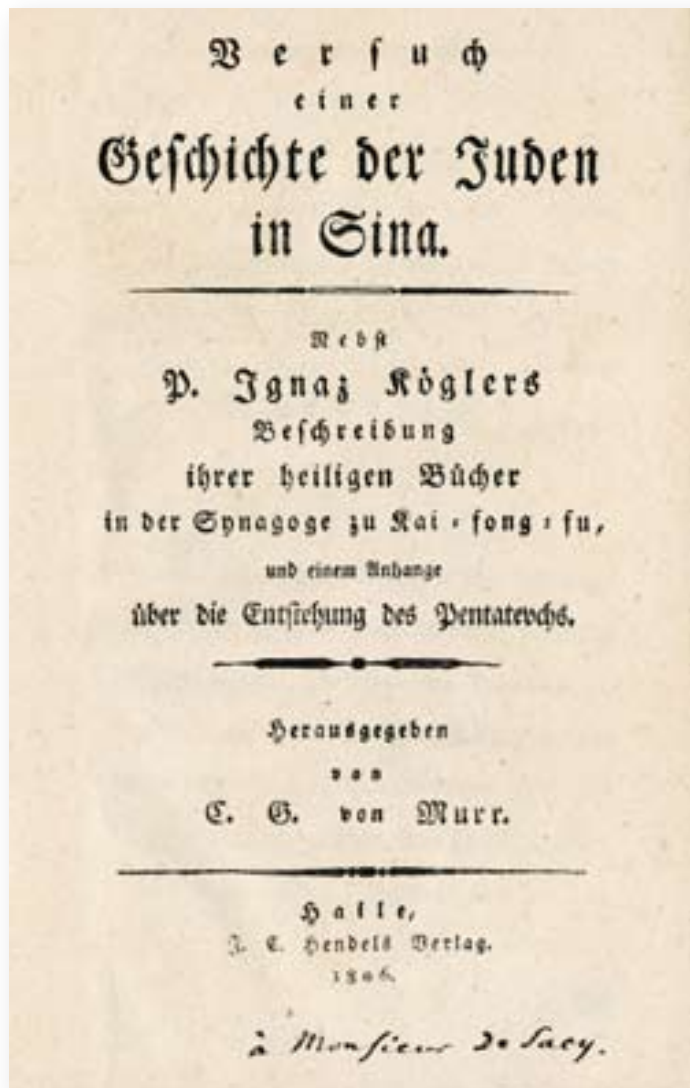 Versuch
einer
Geschichte der Juden
in Sina.
Nebst
P. Ignaz Köglers
Beschreibung
ihrer heiligen Bücher
in der Synagoge zu Kai-fong-fu,
und einem Anhange
über die Entstehung des Pentatevchs.
Herausgegeben
von
C. G. von Murr.
Halle,
J. C. Hendels Verlag.
1806.
à Monsieur De Sacy.